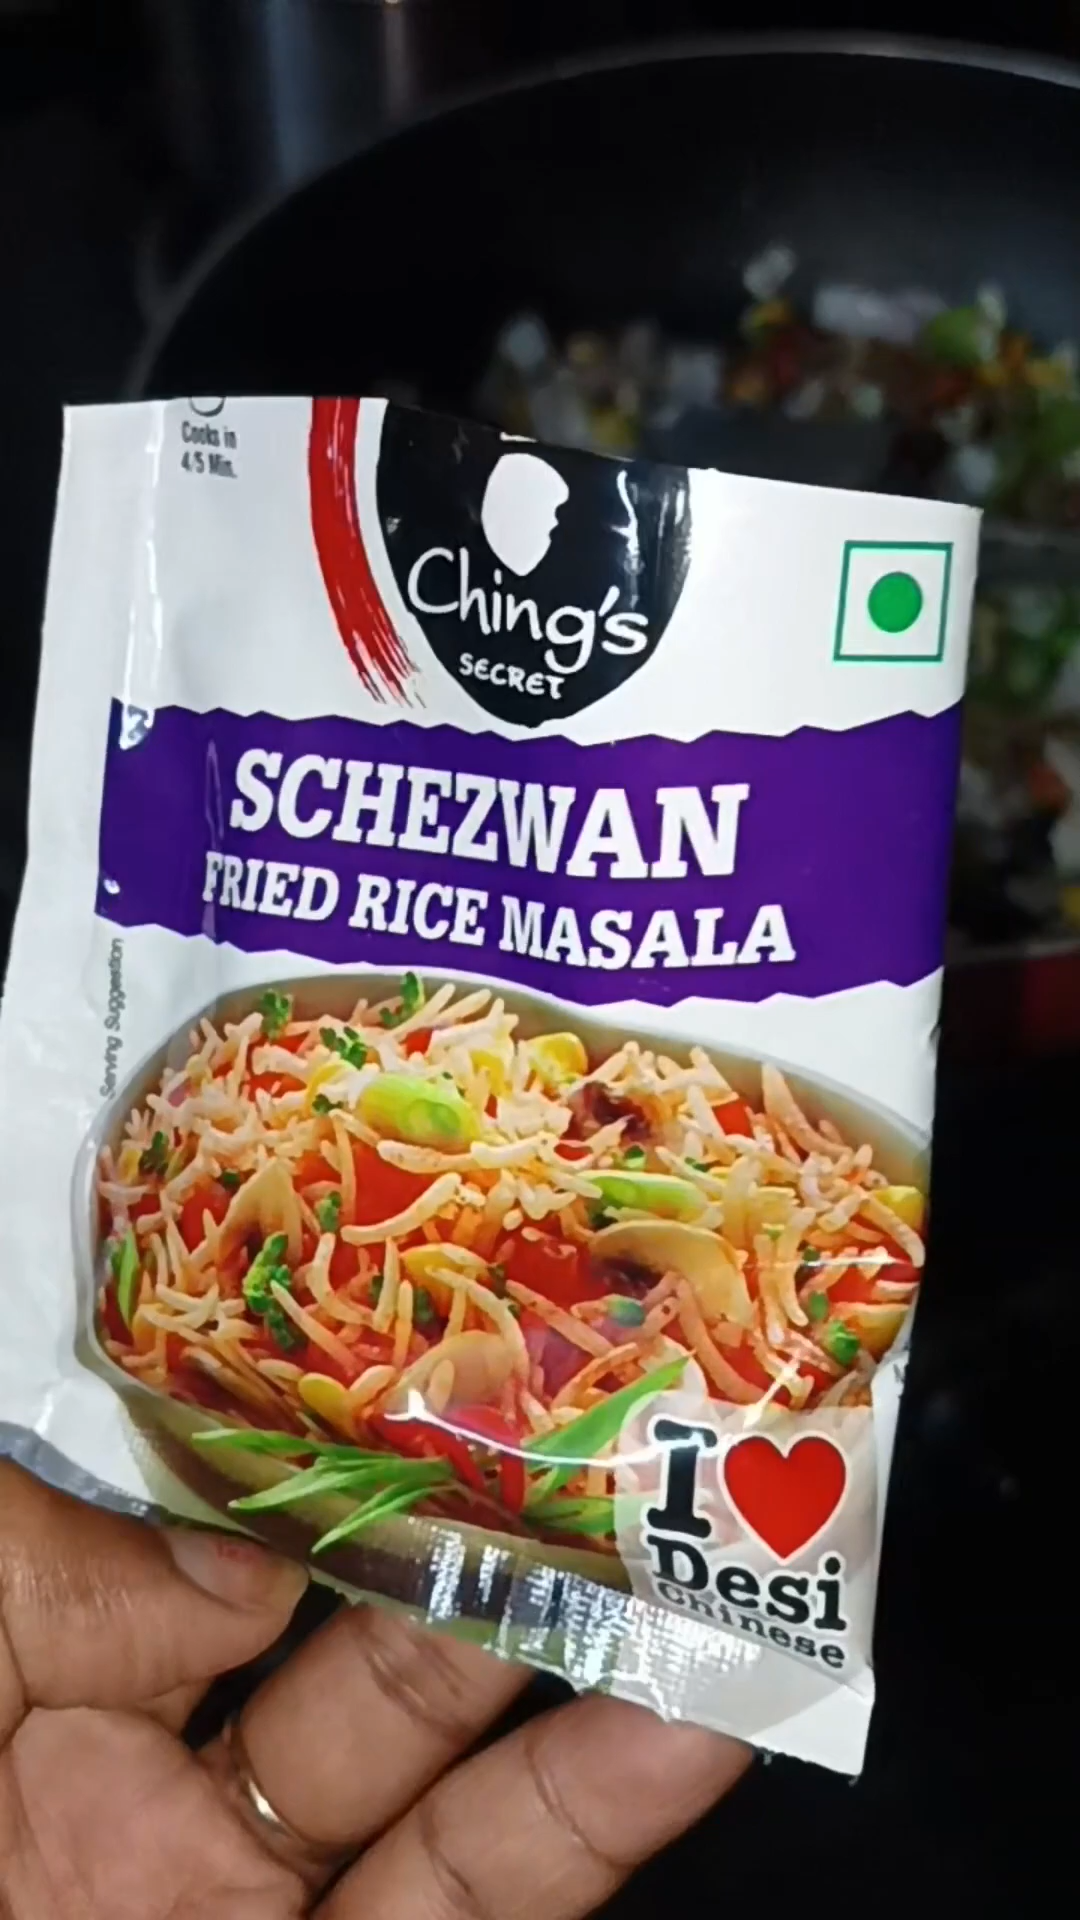 Cooks in
4/5 Min.
Ching's
SECRET
SCHEZWAN
FRIED RICE MASALA
Serving Suggestion
I
Desi
Chinese